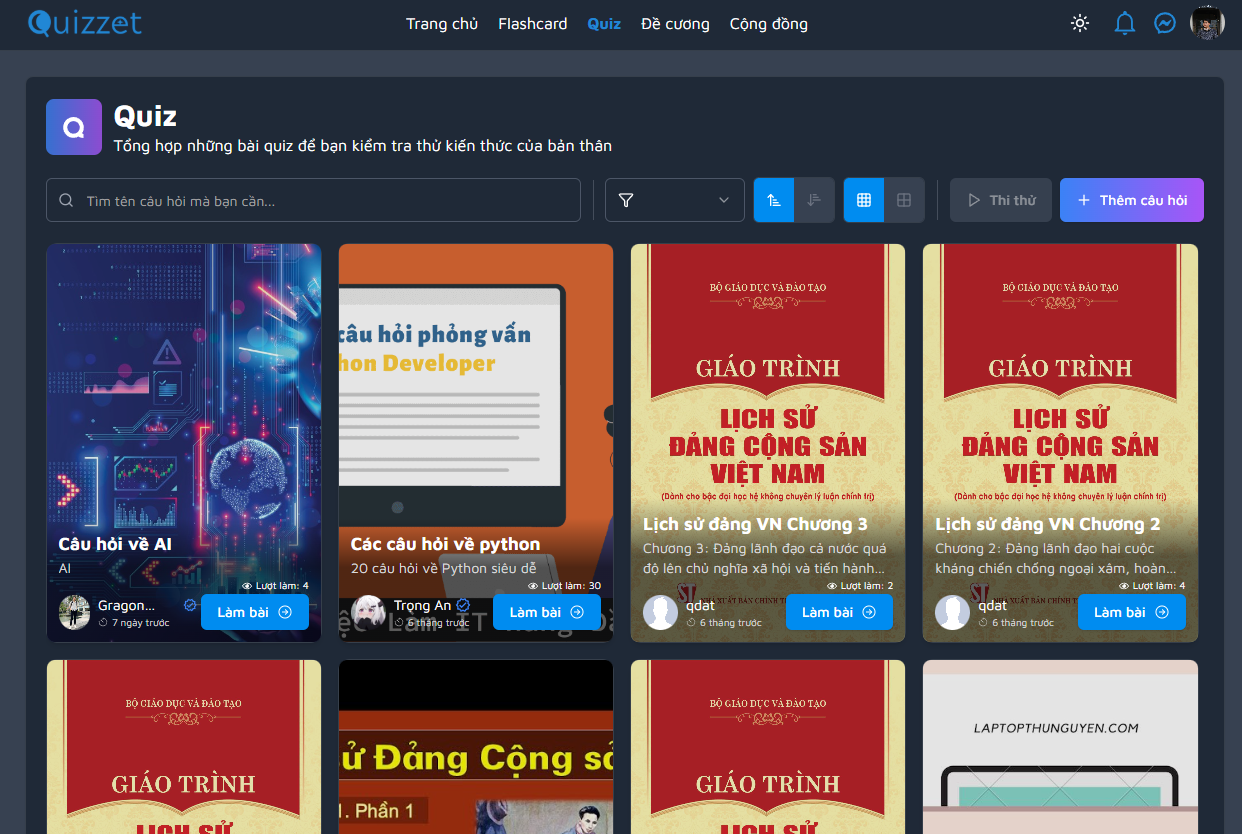 Quizzet
Trang chủ
Flashcard
Quiz
Đề cương
Cộng đồng
Quiz
Tổng hợp những bài quiz để bạn kiểm tra thử kiến thức của bản thân
Tìm tên câu hỏi mà bạn cần...
Thi thử
Thêm câu hỏi
Câu hỏi về AI
AI
Lượt làm: 4
Gragon...
7 ngày trước
Làm bài
câu hỏi phỏng vấn
hon Developer
Các câu hỏi về python
20 câu hỏi về Python siêu dễ
Lượt làm: 30
Trọng An
6 tháng trước
Làm bài
BỘ GIÁO DỤC VÀ ĐÀO TẠO
GIÁO TRÌNH
LỊCH SỬ
ĐẢNG CỘNG SẢN
VIỆT NAM
(Dành cho bậc đại học hệ không chuyên lý luận chính trị)
Lịch sử đảng VN Chương 3
Chương 3: Đảng lãnh đạo cả nước quá
độ lên chủ nghĩa xã hội và tiến hành...
Lượt làm: 2
qdat
6 tháng trước
Làm bài
BỘ GIÁO DỤC VÀ ĐÀO TẠO
GIÁO TRÌNH
LỊCH SỬ
ĐẢNG CỘNG SẢN
VIỆT NAM
(Dành cho bậc đại học hệ không chuyên lý luận chính trị)
Lịch sử đảng VN Chương 2
Chương 2: Đảng lãnh đạo hai cuộc
kháng chiến chống ngoại xâm, hoàn...
Lượt làm: 4
qdat
6 tháng trước
Làm bài
BỘ GIÁO DỤC VÀ ĐÀO TẠO
GIÁO TRÌNH
LỊCH SỬ
ử Đảng Cộng sả
1. Phần 1
BỘ GIÁO DỤC VÀ ĐÀO TẠO
GIÁO TRÌNH
LỊCH SỬ
LAPTOPTHUNGUYEN.COM